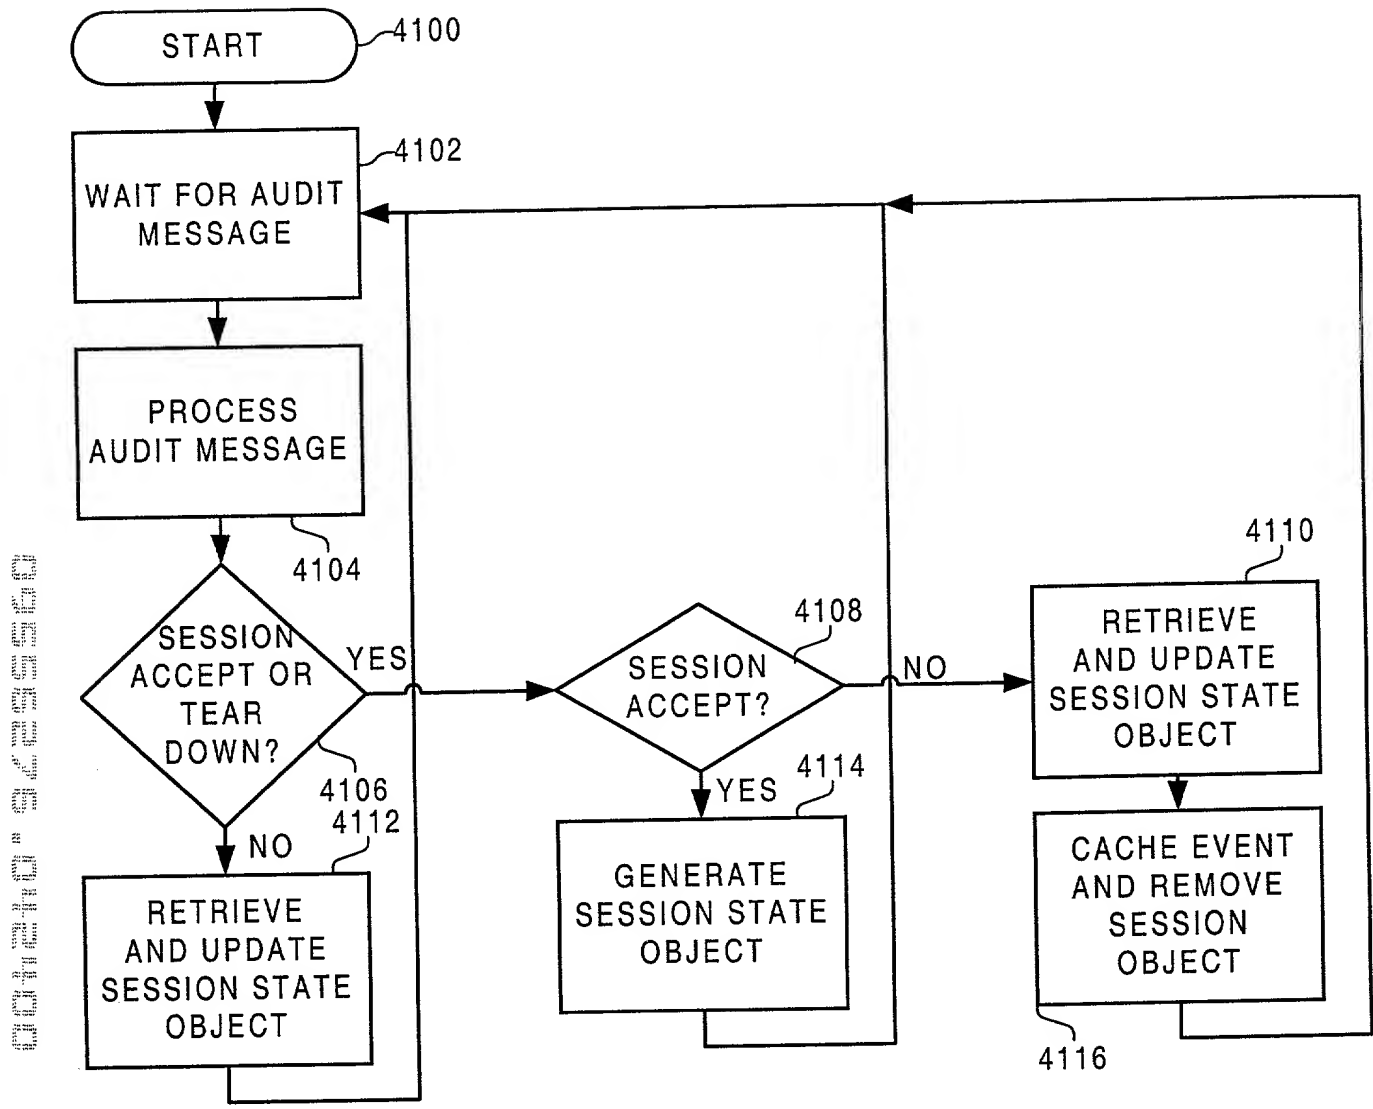 START
4100
WAIT FOR AUDIT
MESSAGE
4102
PROCESS
AUDIT MESSAGE
4104
SESSION
ACCEPT OR
TEAR
DOWN?
4106
YES
NO
SESSION
ACCEPT?
4108
NO
YES
RETRIEVE
AND UPDATE
SESSION STATE
OBJECT
4110
RETRIEVE
AND UPDATE
SESSION STATE
OBJECT
4112
GENERATE
SESSION STATE
OBJECT
4114
CACHE EVENT
AND REMOVE
SESSION
OBJECT
4116